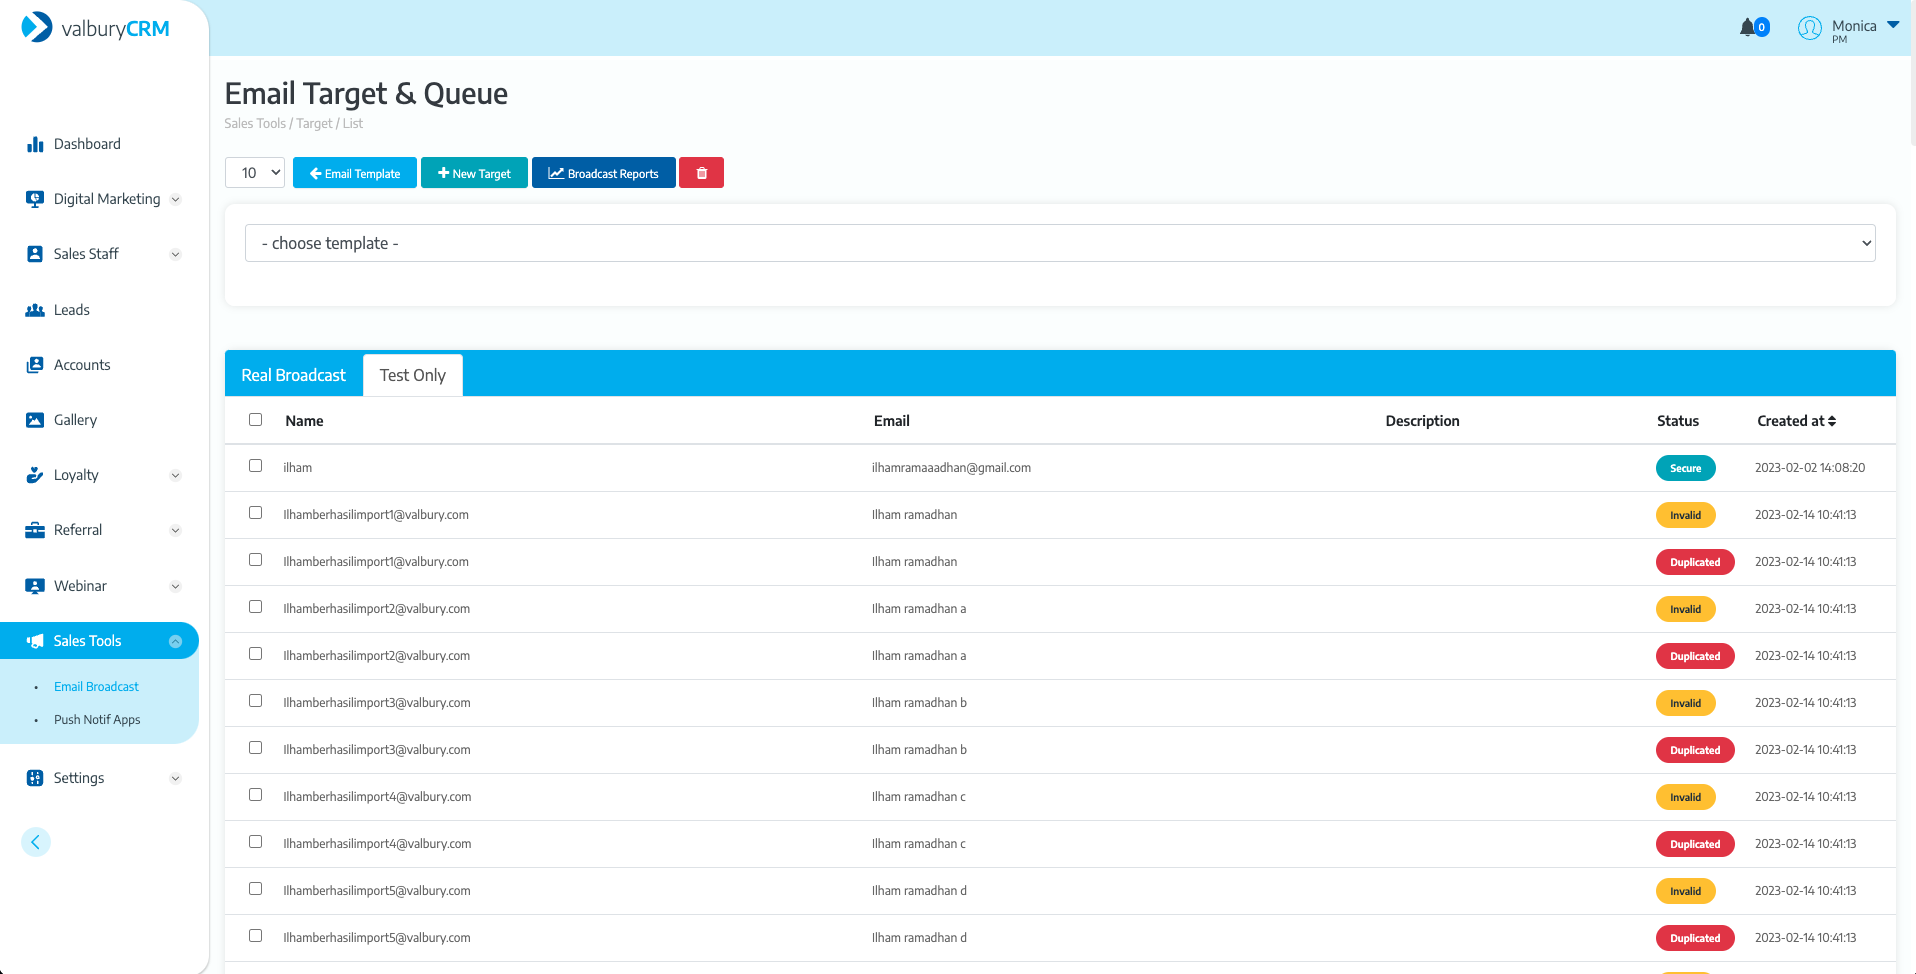 valburyCRM
0
Monica
PM
Dashboard
Digital Marketing
Sales Staff
Leads
Accounts
Gallery
Loyalty
Referral
Webinar
Sales Tools
Email Broadcast
Push Notif Apps
Settings
Email Target & Queue
Sales Tools / Target / List
10 Email Template New Target Broadcast Reports
- choose template -
Real Broadcast Test Only
Name Email Description Status Created at
ilham ilhamramaaadhan@gmail.com Secure 2023-02-02 14:08:20
Ilhamberhasilimport1@valbury.com Ilham ramadhan Invalid 2023-02-14 10:41:13
Ilhamberhasilimport1@valbury.com Ilham ramadhan Duplicated 2023-02-14 10:41:13
Ilhamberhasilimport2@valbury.com Ilham ramadhan a Invalid 2023-02-14 10:41:13
Ilhamberhasilimport2@valbury.com Ilham ramadhan a Duplicated 2023-02-14 10:41:13
Ilhamberhasilimport3@valbury.com Ilham ramadhan b Invalid 2023-02-14 10:41:13
Ilhamberhasilimport3@valbury.com Ilham ramadhan b Duplicated 2023-02-14 10:41:13
Ilhamberhasilimport4@valbury.com Ilham ramadhan c Invalid 2023-02-14 10:41:13
Ilhamberhasilimport4@valbury.com Ilham ramadhan c Duplicated 2023-02-14 10:41:13
Ilhamberhasilimport5@valbury.com Ilham ramadhan d Invalid 2023-02-14 10:41:13
Ilhamberhasilimport5@valbury.com Ilham ramadhan d Duplicated 2023-02-14 10:41:13